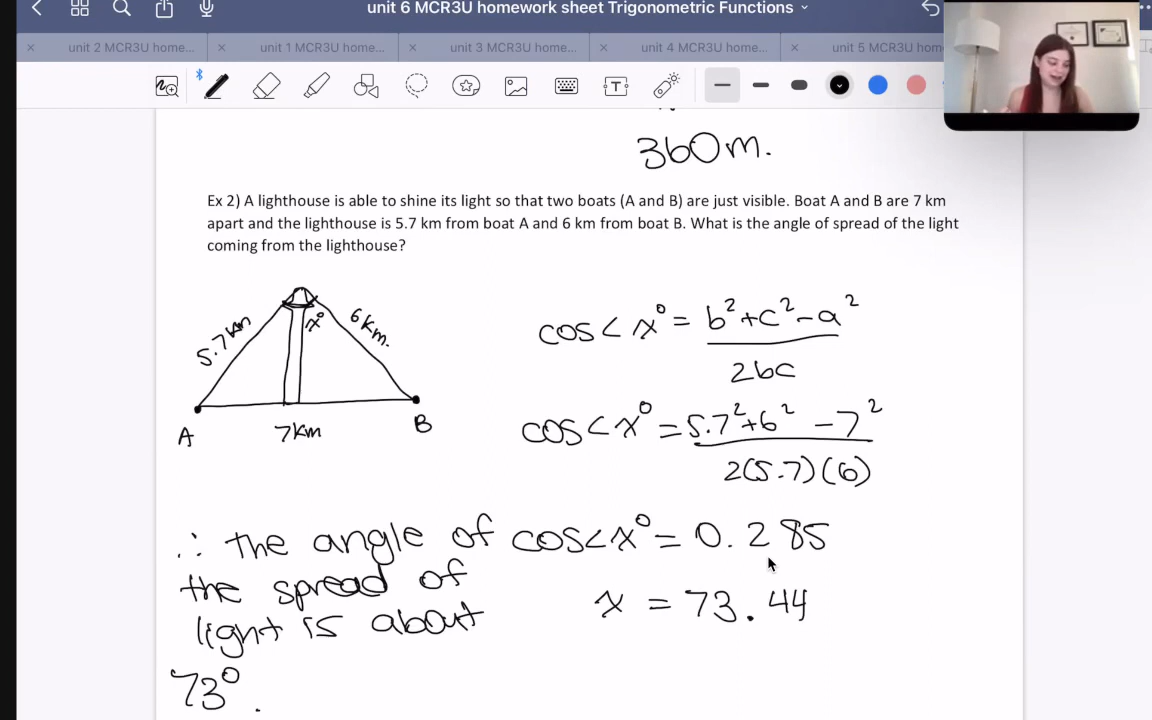 unit 6 MCR3U homework sheet Trigonometric Functions
unit 2 MCR3U home...
unit 1 MCR3U home...
unit 3 MCR3U home...
unit 4 MCR3U home...
unit 5 MCR3U hom
T
360m.
Ex 2) A lighthouse is able to shine its light so that two boats (A and B) are just visible. Boat A and B are 7 km
apart and the lighthouse is 5.7 km from boat A and 6 km from boat B. What is the angle of spread of the light
coming from the lighthouse?
5.7km
x°
6km.
A
7km
B
cos<x° = b²+c²-a²
2bc
cos<x° = 5.7²+6²-7²
2(5.7)(6)
cos<x° = 0.285
x = 73.44
∴ the angle of
the spread of
light is about
73°.